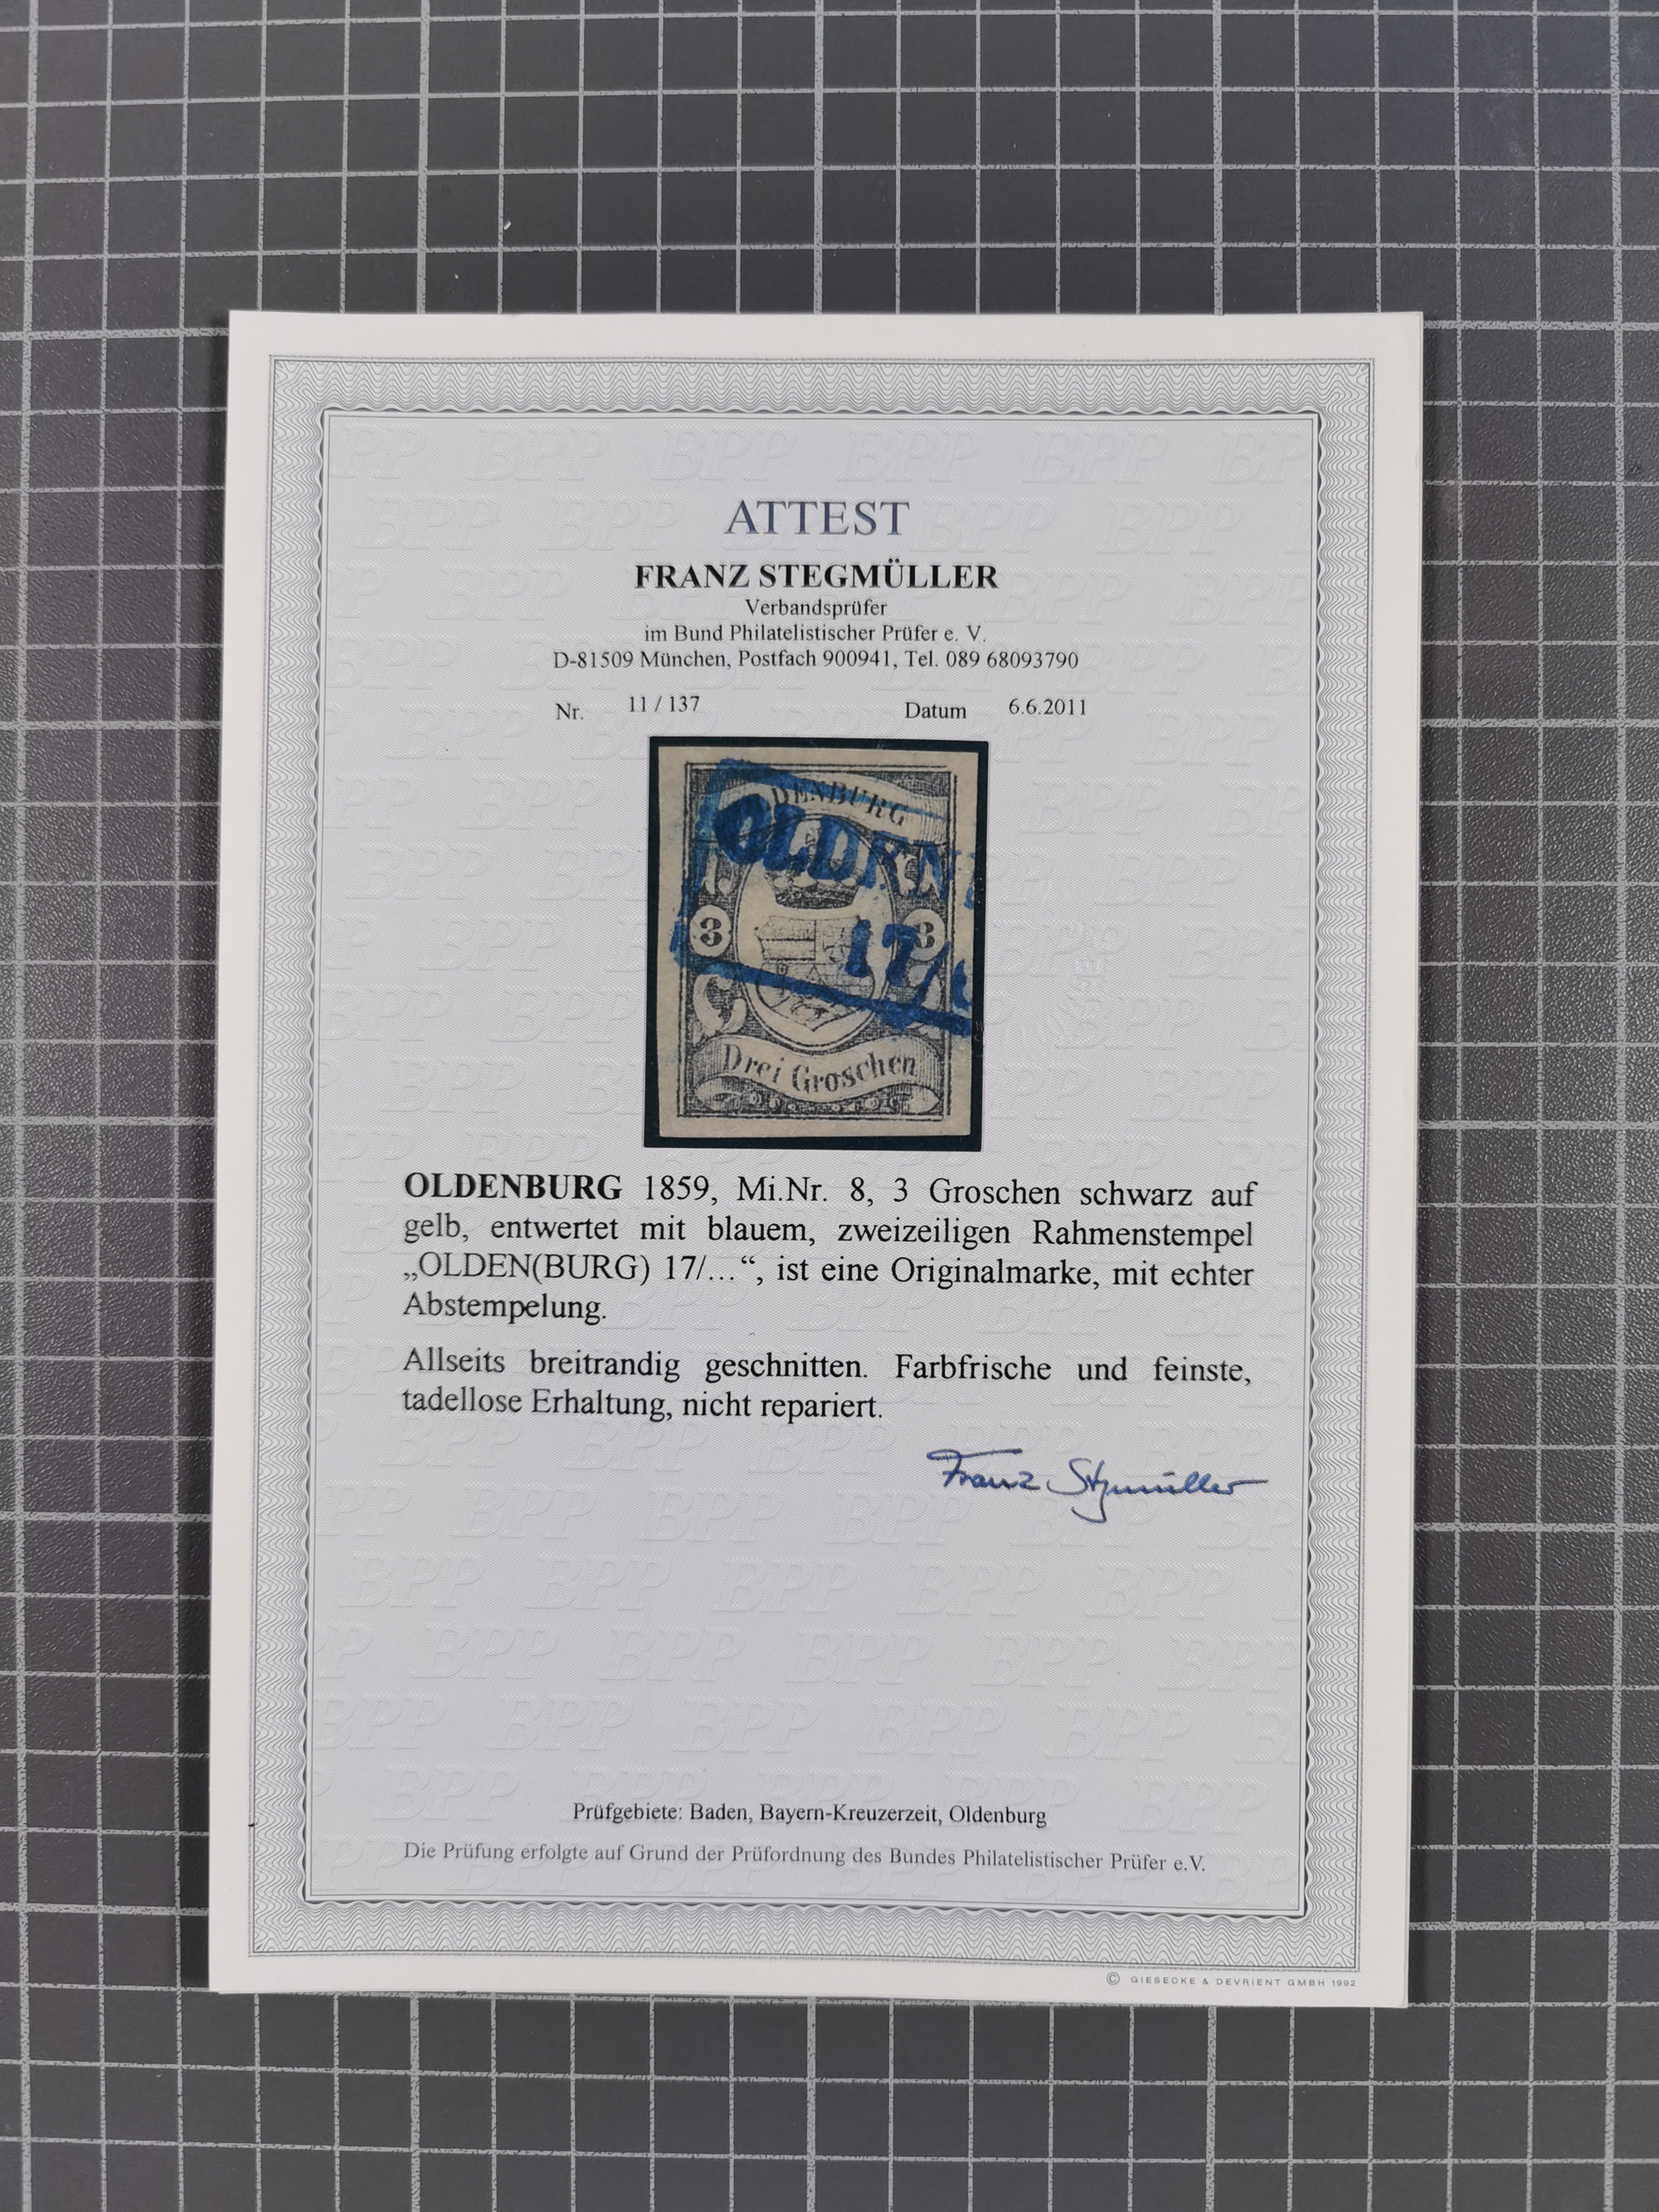 ATTEST
FRANZ STEGMÜLLER
Verbandsprüfer
im Bund Philatelistischer Prüfer e. V.
D-81509 München, Postfach 900941, Tel. 089 68093790
Nr. 11 / 137 Datum 6.6.2011
DENBURG
OLDEN
3 17/ 3
Drei Groschen
OLDENBURG 1859, Mi.Nr. 8, 3 Groschen schwarz auf
gelb, entwertet mit blauem, zweizeiligen Rahmenstempel
„OLDEN(BURG) 17/...“, ist eine Originalmarke, mit echter
Abstempelung.
Allseits breitrandig geschnitten. Farbfrische und feinste,
tadellose Erhaltung, nicht repariert.
Franz Stegmüller
Prüfgebiete: Baden, Bayern-Kreuzerzeit, Oldenburg
Die Prüfung erfolgte auf Grund der Prüfordnung des Bundes Philatelistischer Prüfer e.V.
© GIESECKE & DEVRIENT GMBH 1992